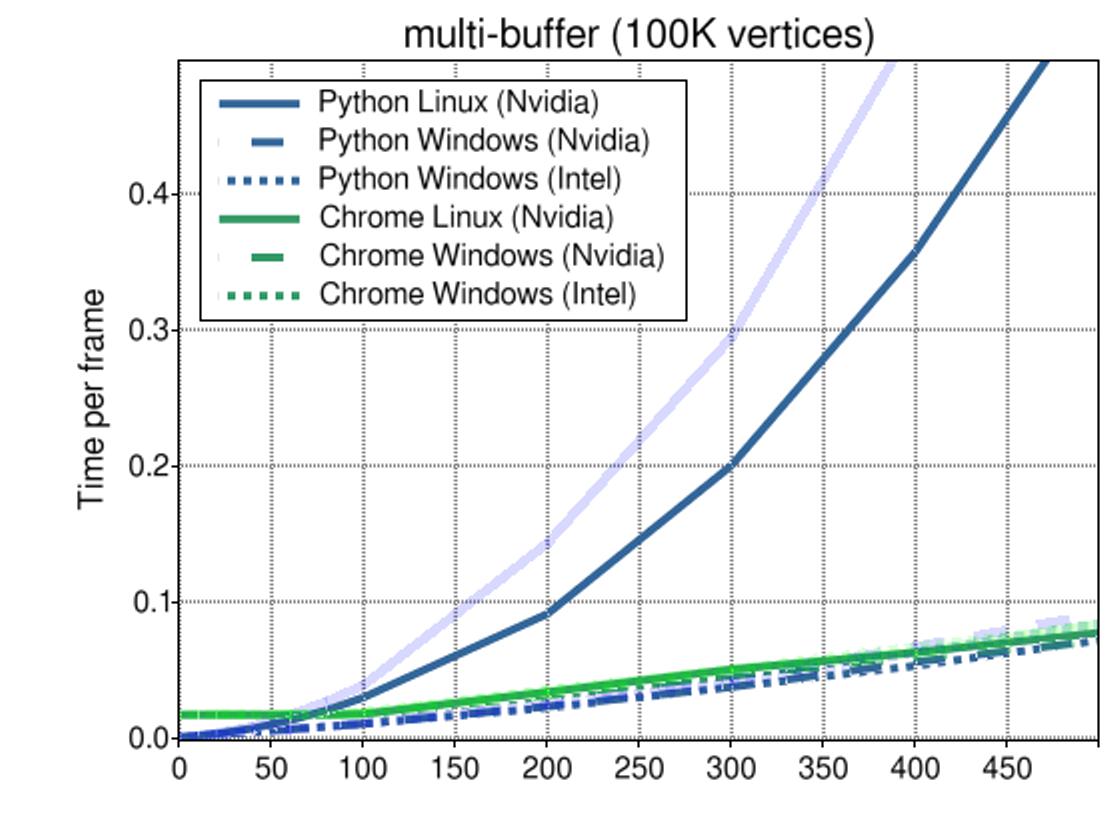 multi-buffer (100K vertices)
Python Linux (Nvidia)
Python Windows (Nvidia)
Python Windows (Intel)
Chrome Linux (Nvidia)
Chrome Windows (Nvidia)
Chrome Windows (Intel)
Time per frame
0.4
0.3
0.2
0.1
0.0
0 50 100 150 200 250 300 350 400 450